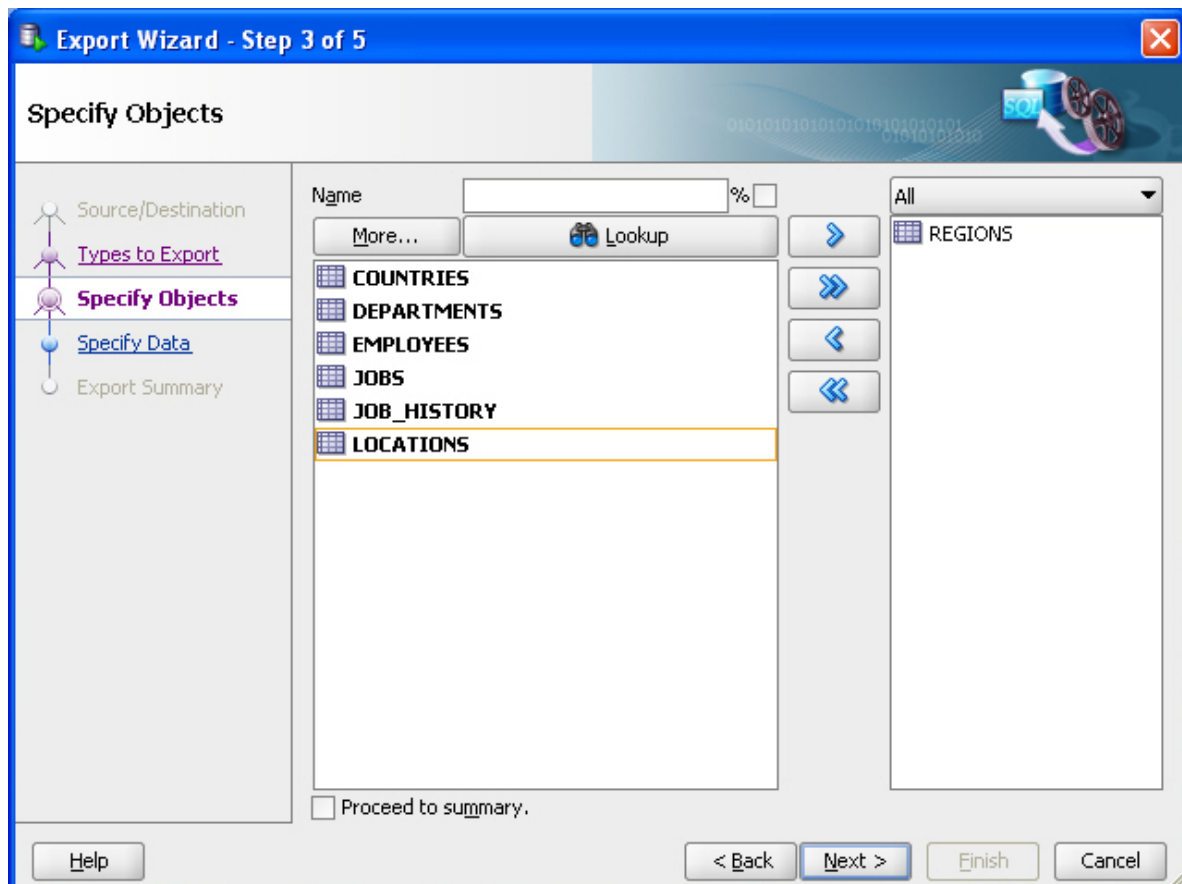 Export Wizard - Step 3 of 5
Specify Objects
SQL
Source/Destination
Types to Export
Specify Objects
Specify Data
Export Summary
Name
%
More...
Lookup
COUNTRIES
DEPARTMENTS
EMPLOYEES
JOBS
JOB_HISTORY
LOCATIONS
All
REGIONS
Proceed to summary.
Help
< Back
Next >
Finish
Cancel